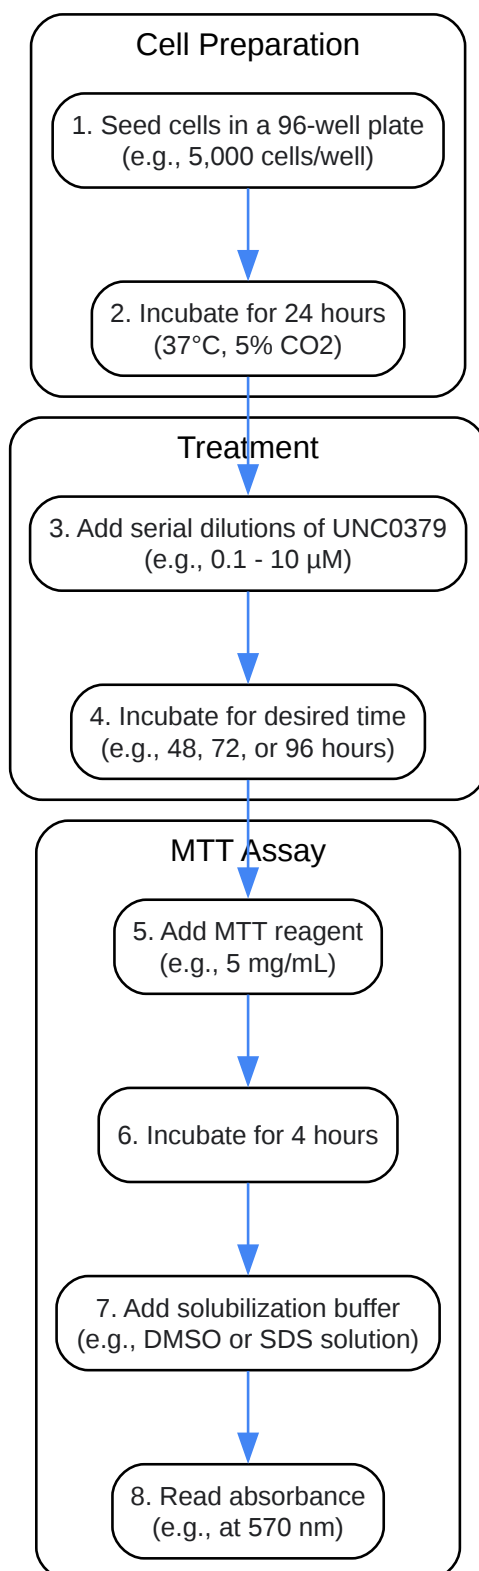 Cell Preparation
1. Seed cells in a 96-well plate
(e.g., 5,000 cells/well)
2. Incubate for 24 hours
(37°C, 5% CO2)
Treatment
3. Add serial dilutions of UNC0379
(e.g., 0.1 - 10 µM)
4. Incubate for desired time
(e.g., 48, 72, or 96 hours)
MTT Assay
5. Add MTT reagent
(e.g., 5 mg/mL)
6. Incubate for 4 hours
7. Add solubilization buffer
(e.g., DMSO or SDS solution)
8. Read absorbance
(e.g., at 570 nm)